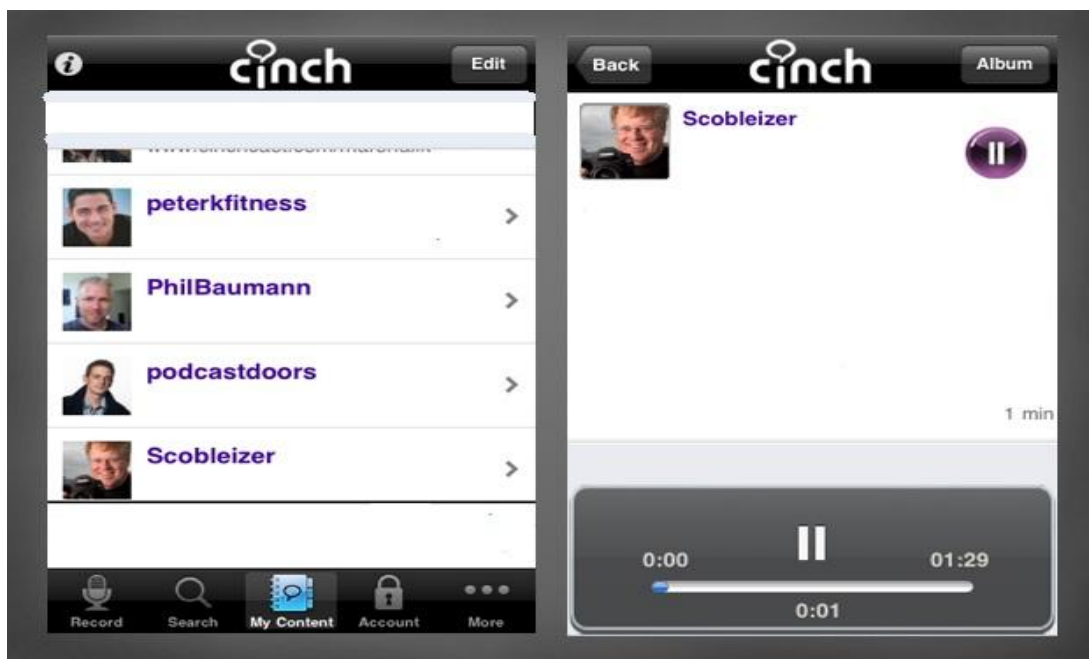 cinch
Edit
peterkfitness
PhilBaumann
podcastdoors
Scobleizer
Record
Search
My Content
Account
More
Back
cinch
Album
Scobleizer
1 min
0:00
01:29
0:01